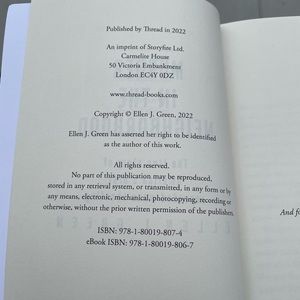 Published by Thread in 2022
An imprint of Storyfire Ltd.
Carmelite House
50 Victoria Embankment
London EC4Y 0DZ
www.thread-books.com
Copyright © Ellen J. Green, 2022
Ellen J. Green has asserted her right to be identified
as the author of this work.
All rights reserved.
No part of this publication may be reproduced,
stored in any retrieval system, or transmitted, in any form or by
any means, electronic, mechanical, photocopying, recording or
otherwise, without the prior written permission of the publishers.
ISBN: 978-1-80019-807-4
eBook ISBN: 978-1-80019-806-7
And fo